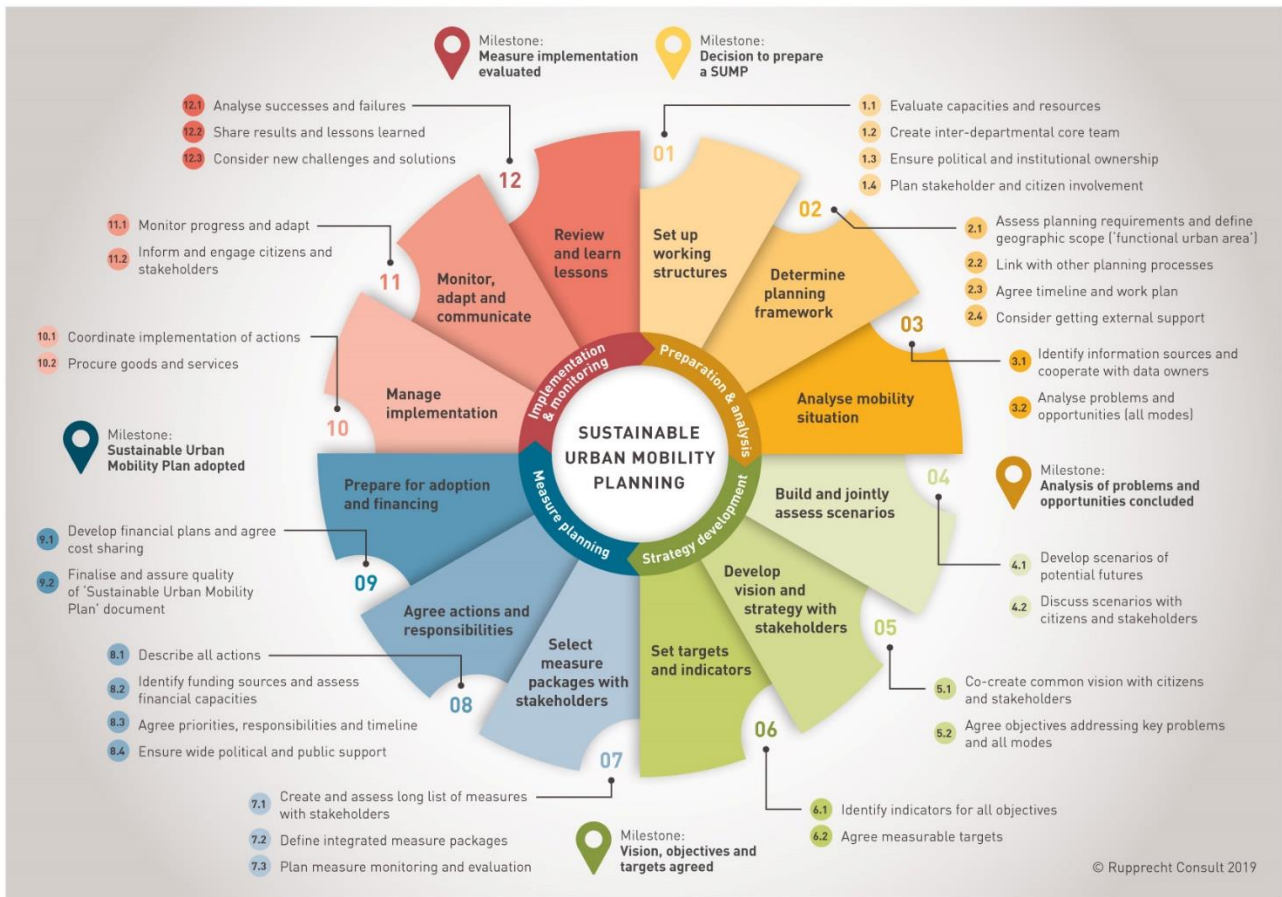 Milestone:
Measure implementation
evaluated
Milestone:
Decision to prepare
a SUMP
12.1 Analyse successes and failures
12.2 Share results and lessons learned
12.3 Consider new challenges and solutions
1.1 Evaluate capacities and resources
1.2 Create inter-departmental core team
1.3 Ensure political and institutional ownership
1.4 Plan stakeholder and citizen involvement
11.1 Monitor progress and adapt
11.2 Inform and engage citizens and
stakeholders
2.1 Assess planning requirements and define
geographic scope ('functional urban area')
2.2 Link with other planning processes
2.3 Agree timeline and work plan
2.4 Consider getting external support
10.1 Coordinate implementation of actions
10.2 Procure goods and services
3.1 Identify information sources and
cooperate with data owners
3.2 Analyse problems and
opportunities (all modes)
Milestone:
Sustainable Urban
Mobility Plan adopted
Milestone:
Analysis of problems and
opportunities concluded
9.1 Develop financial plans and agree
cost sharing
9.2 Finalise and assure quality
of 'Sustainable Urban Mobility
Plan' document
4.1 Develop scenarios of
potential futures
4.2 Discuss scenarios with
citizens and stakeholders
8.1 Describe all actions
8.2 Identify funding sources and assess
financial capacities
8.3 Agree priorities, responsibilities and timeline
8.4 Ensure wide political and public support
5.1 Co-create common vision with citizens
and stakeholders
5.2 Agree objectives addressing key problems
and all modes
7.1 Create and assess long list of measures
with stakeholders
7.2 Define integrated measure packages
7.3 Plan measure monitoring and evaluation
Milestone:
Vision, objectives and
targets agreed
6.1 Identify indicators for all objectives
6.2 Agree measurable targets
01
Set up
working
structures
02
Determine
planning
framework
03
Analyse mobility
situation
04
Build and jointly
assess scenarios
05
Develop
vision and
strategy with
stakeholders
06
Set targets
and indicators
07
Select
measure
packages with
stakeholders
08
Agree actions and
responsibilities
09
Prepare for adoption
and financing
10
Manage
implementation
11
Monitor,
adapt and
communicate
12
Review
and learn
lessons
Preparation & analysis
Strategy development
Measure planning
Implementation
& monitoring
SUSTAINABLE
URBAN MOBILITY
PLANNING
© Rupprecht Consult 2019